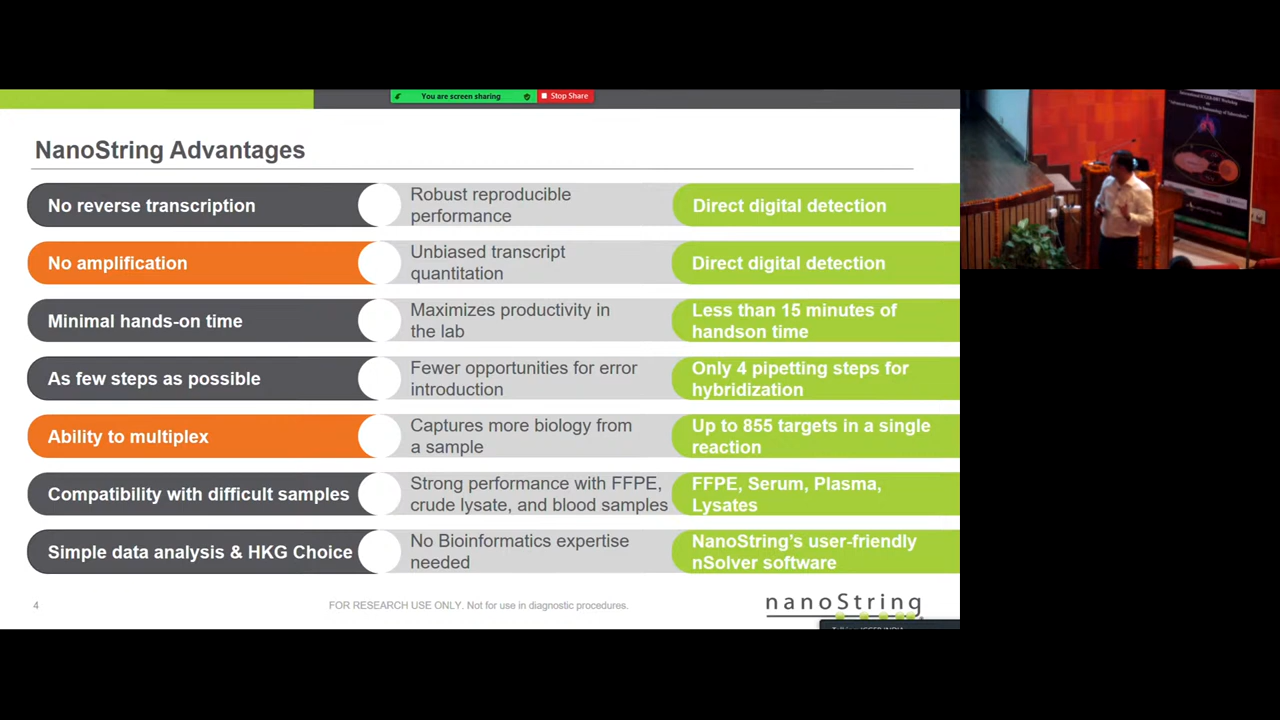 You are screen sharing
Stop Share
NanoString Advantages
No reverse transcription
Robust reproducible
performance
Direct digital detection
No amplification
Unbiased transcript
quantitation
Direct digital detection
Minimal hands-on time
Maximizes productivity in
the lab
Less than 15 minutes of
handson time
As few steps as possible
Fewer opportunities for error
introduction
Only 4 pipetting steps for
hybridization
Ability to multiplex
Captures more biology from
a sample
Up to 855 targets in a single
reaction
Compatibility with difficult samples
Strong performance with FFPE,
crude lysate, and blood samples
FFPE, Serum, Plasma,
Lysates
Simple data analysis & HKG Choice
No Bioinformatics expertise
needed
NanoString’s user-friendly
nSolver software
4
FOR RESEARCH USE ONLY. Not for use in diagnostic procedures.
nanoString